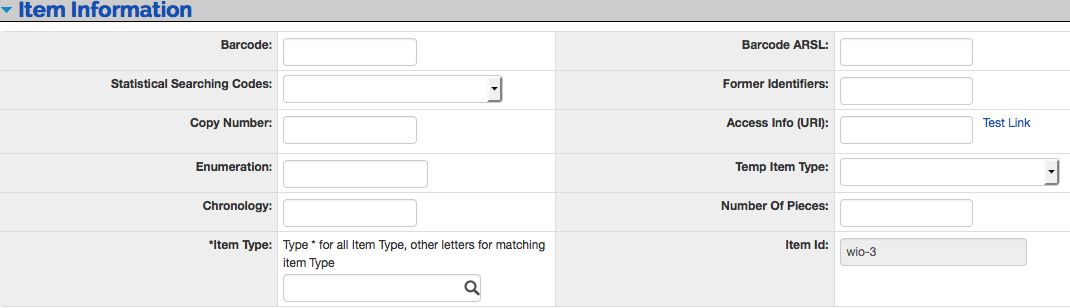 Item Information
Barcode:
Barcode ARSL:
Statistical Searching Codes:
Former Identifiers:
Copy Number:
Access Info (URI):
Test Link
Enumeration:
Temp Item Type:
Chronology:
Number Of Pieces:
*Item Type:
Type * for all Item Type, other letters for matching
item Type
Item Id:
wio-3